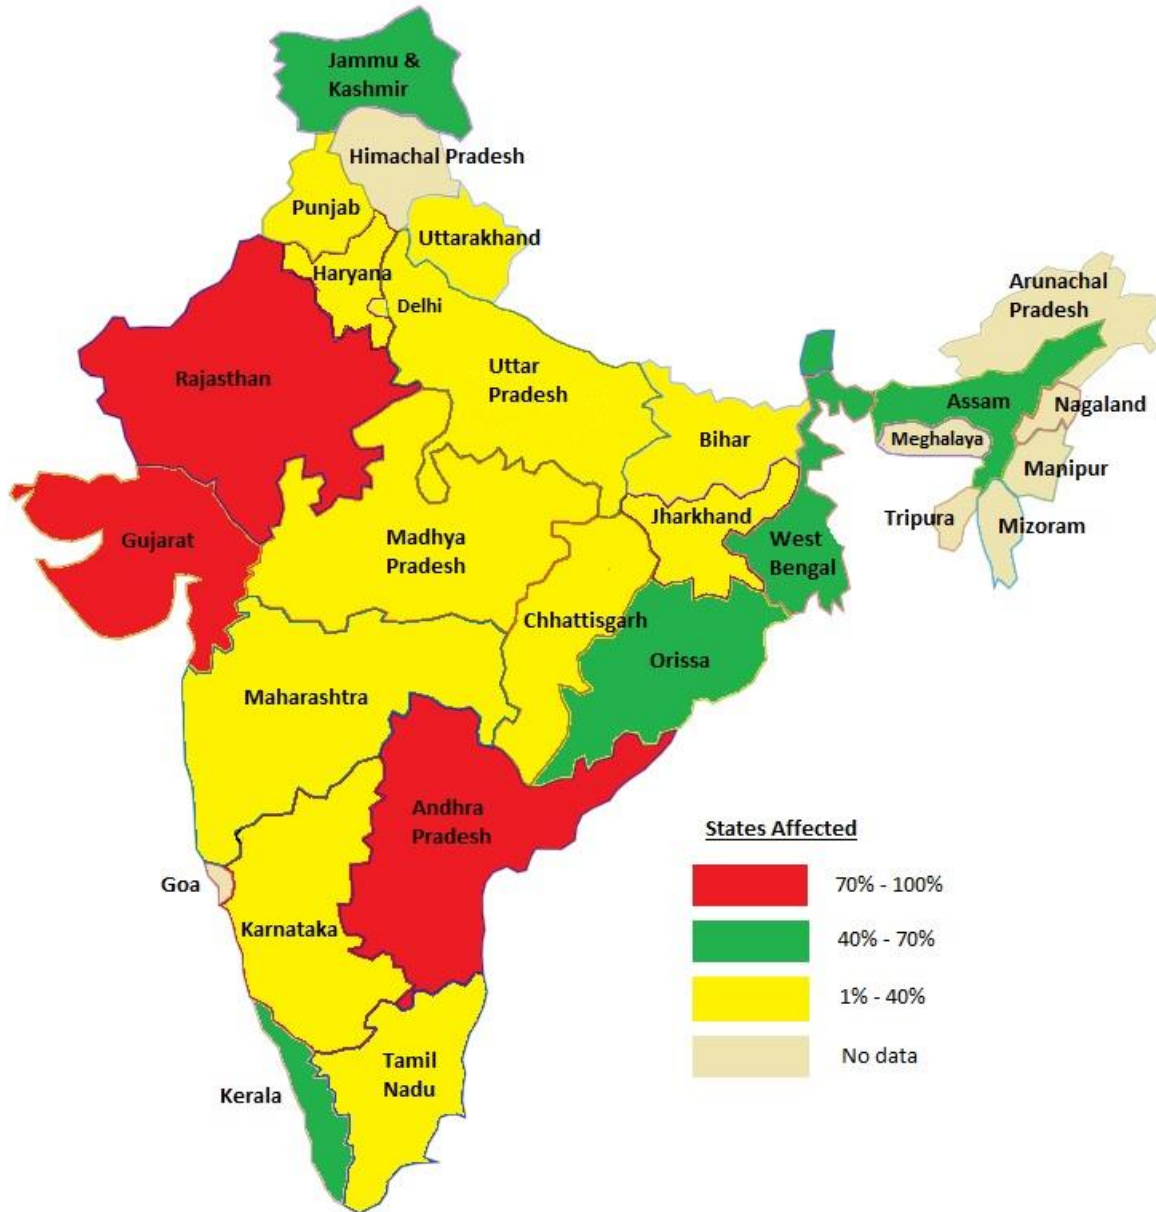 Jammu &
Kashmir
Himachal Pradesh
Punjab
Uttarakhand
Haryana
Delhi
Arunachal
Pradesh
Rajasthan
Uttar
Pradesh
Assam
Nagaland
Bihar
Meghalaya
Manipur
Gujarat
Madhya
Pradesh
Jharkhand
Tripura
Mizoram
West
Bengal
Chhattisgarh
Orissa
Maharashtra
Andhra
Pradesh
Goa
Karnataka
Tamil
Nadu
Kerala
States Affected
70% - 100%
40% - 70%
1% - 40%
No data